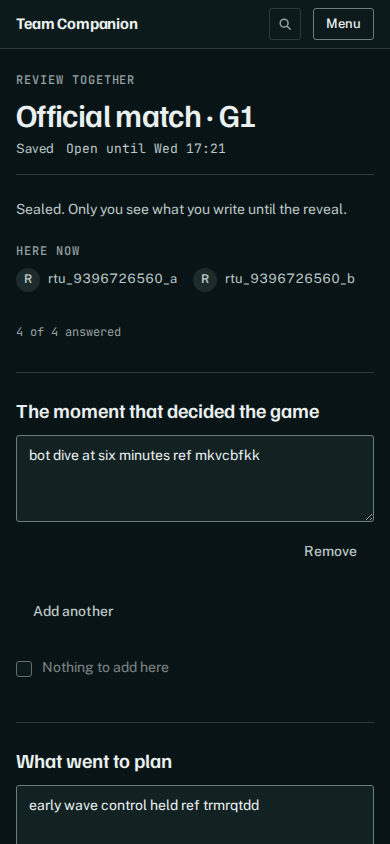 Team Companion
Menu
REVIEW TOGETHER
Official match · G1
Saved Open until Wed 17:21
Sealed. Only you see what you write until the reveal.
HERE NOW
R rtu_9396726560_a R rtu_9396726560_b
4 of 4 answered
The moment that decided the game
bot dive at six minutes ref mkvcbfkk
Remove
Add another
Nothing to add here
What went to plan
early wave control held ref trmrqtdd